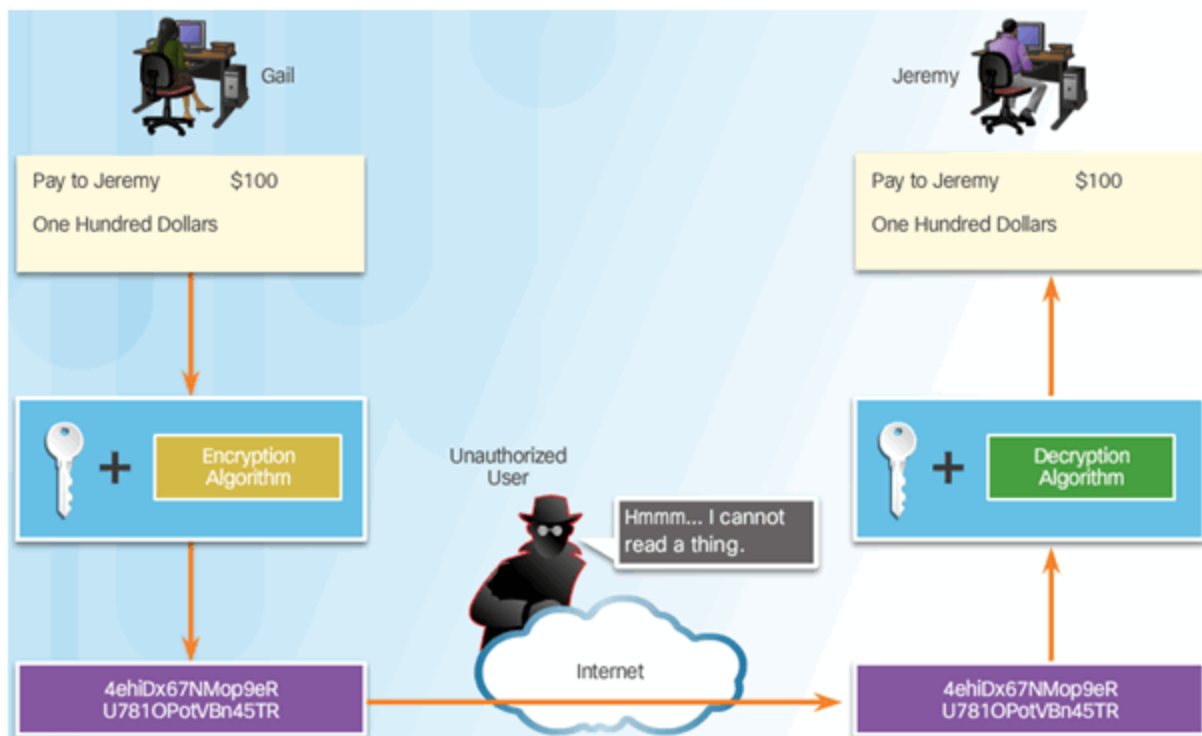 Gail
Jeremy
Pay to Jeremy $100
One Hundred Dollars
Pay to Jeremy $100
One Hundred Dollars
Encryption
Algorithm
Unauthorized
User
Hmmm... I cannot
read a thing.
Decryption
Algorithm
4ehiDx67NMop9eR
U781OPotVBn45TR
Internet
4ehiDx67NMop9eR
U781OPotVBn45TR